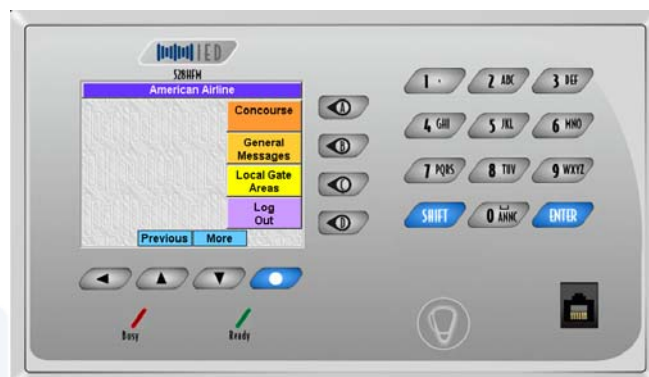 IED
528HFM
American Airline
Concourse
General
Messages
Local Gate
Areas
Log
Out
Previous More
A
B
C
D
Busy Ready
1 2 ABC 3 DEF
4 GHI 5 JKL 6 MNO
7 PQRS 8 TUV 9 WXYZ
SHIFT 0 ANNC ENTER